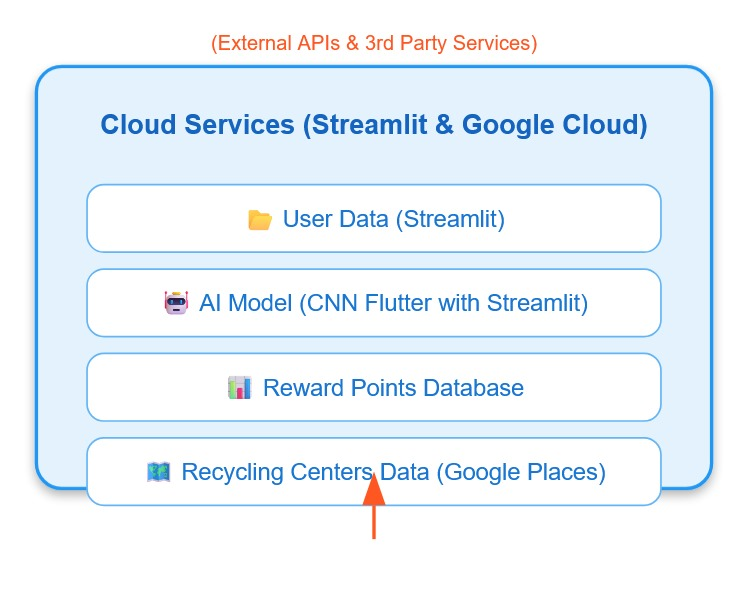 (External APIs & 3rd Party Services)
Cloud Services (Streamlit & Google Cloud)
User Data (Streamlit)
AI Model (CNN Flutter with Streamlit)
Reward Points Database
Recycling Centers Data (Google Places)